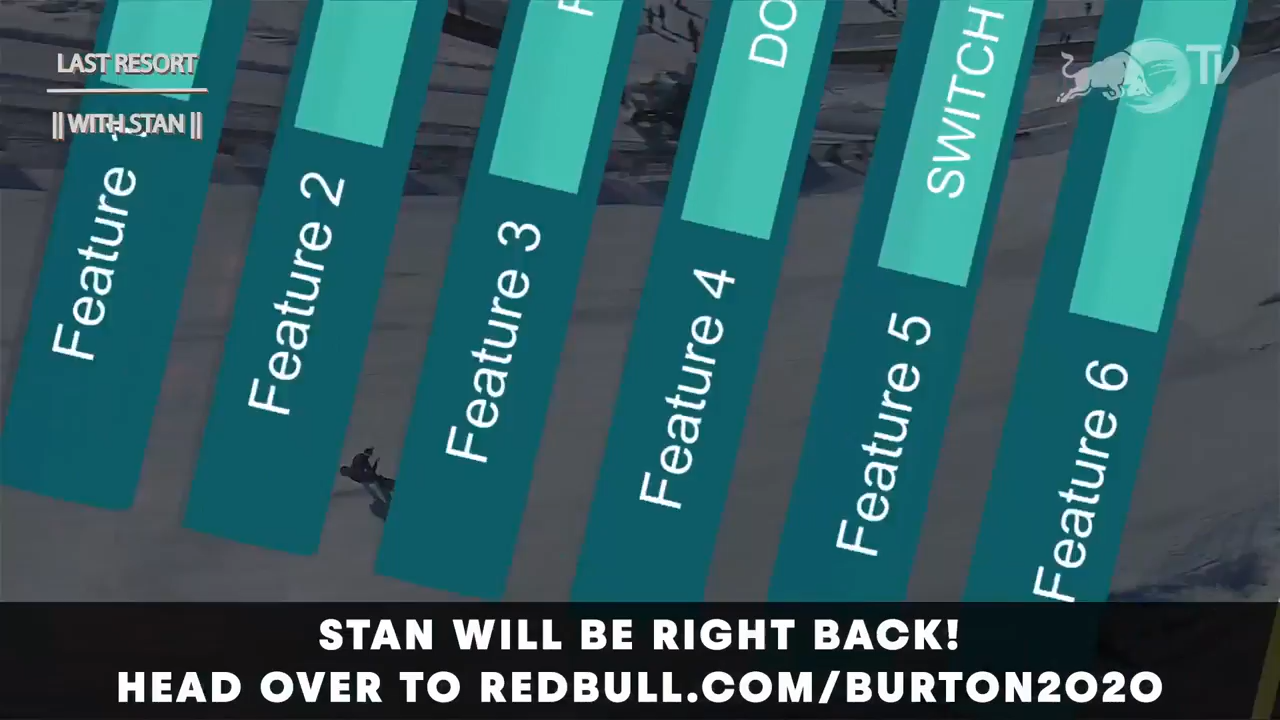 LAST RESORT
|| WITH STAN ||
TV
Feature
Feature 2
Feature 3
Feature 4
DO
Feature 5
SWITCH
Feature 6
STAN WILL BE RIGHT BACK!
HEAD OVER TO REDBULL.COM/BURTON2020